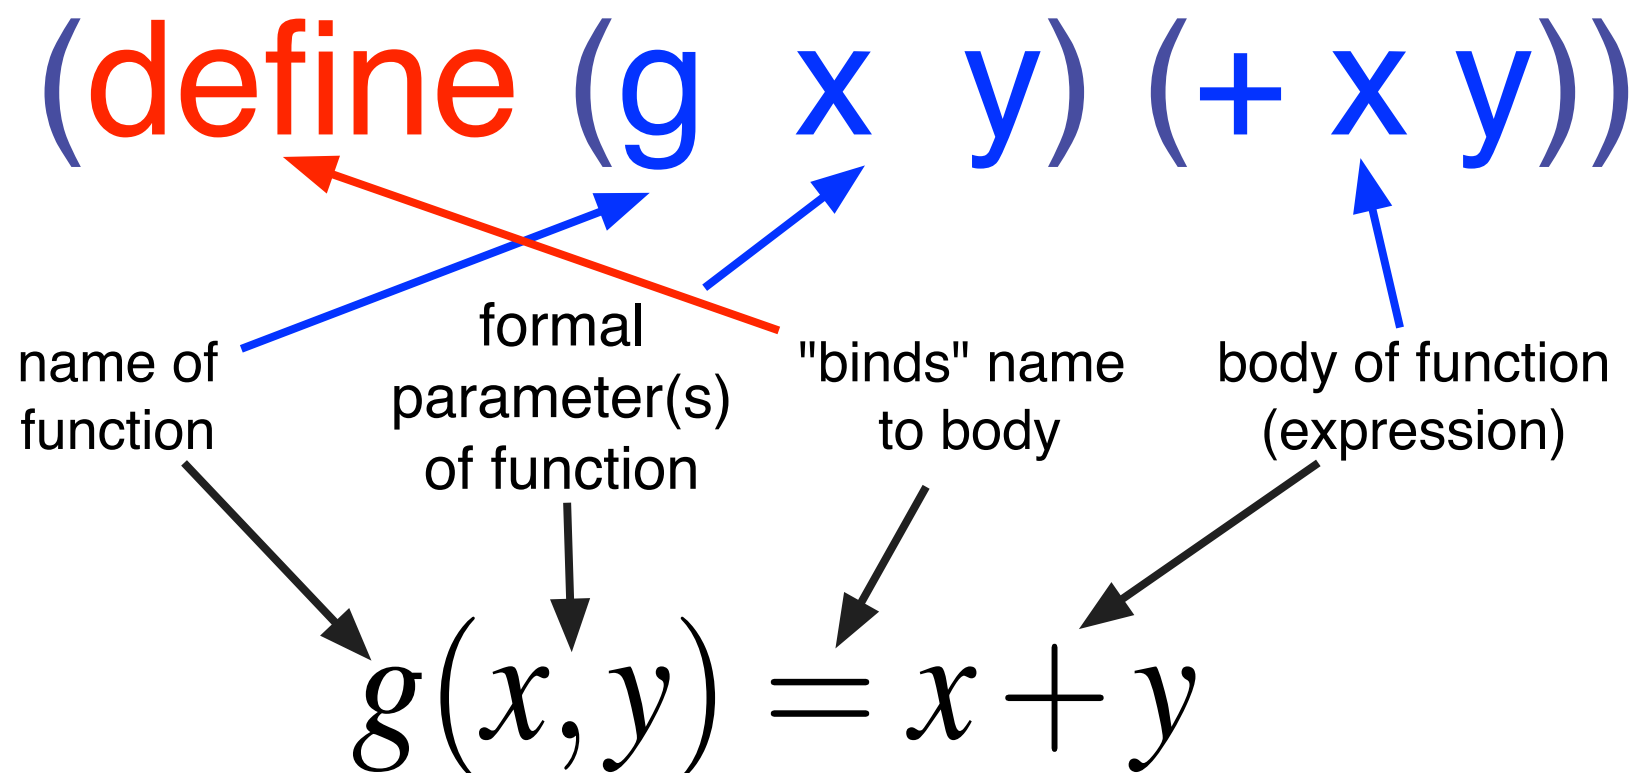 (define (g x y) (+ x y))
name of
function
formal
parameter(s)
of function
"binds" name
to body
body of function
(expression)
g(x, y) = x + y